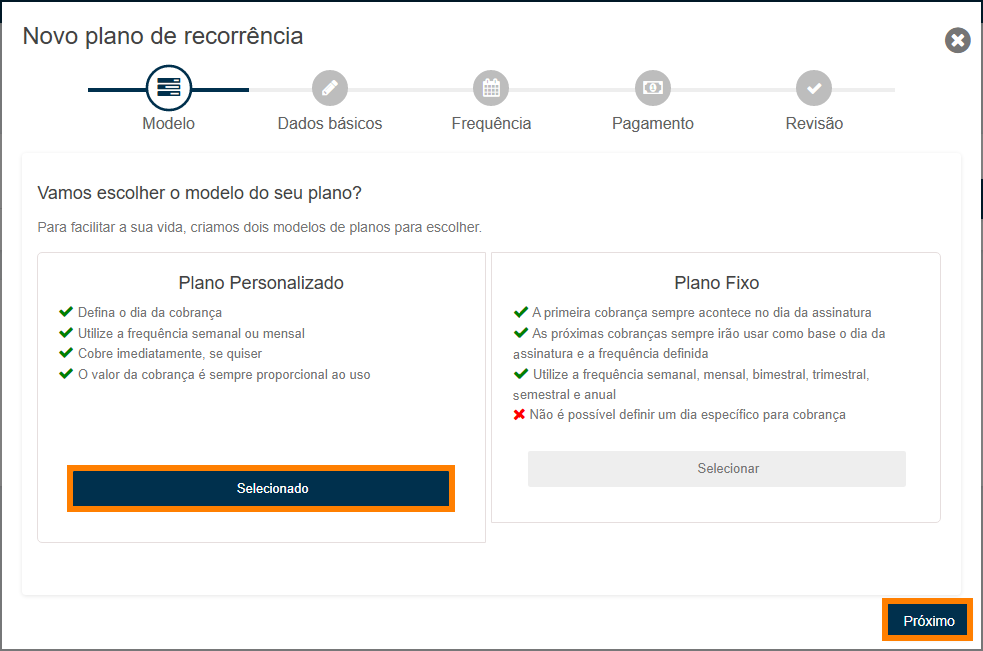 Novo plano de recorrência
Modelo
Dados básicos
Frequência
Pagamento
Revisão
Vamos escolher o modelo do seu plano?
Para facilitar a sua vida, criamos dois modelos de planos para escolher.
Plano Personalizado
Defina o dia da cobrança
Utilize a frequência semanal ou mensal
Cobre imediatamente, se quiser
O valor da cobrança é sempre proporcional ao uso
Selecionado
Plano Fixo
A primeira cobrança sempre acontece no dia da assinatura
As próximas cobranças sempre irão usar como base o dia da
assinatura e a frequência definida
Utilize a frequência semanal, mensal, bimestral, trimestral,
semestral e anual
Não é possível definir um dia específico para cobrança
Selecionar
Próximo